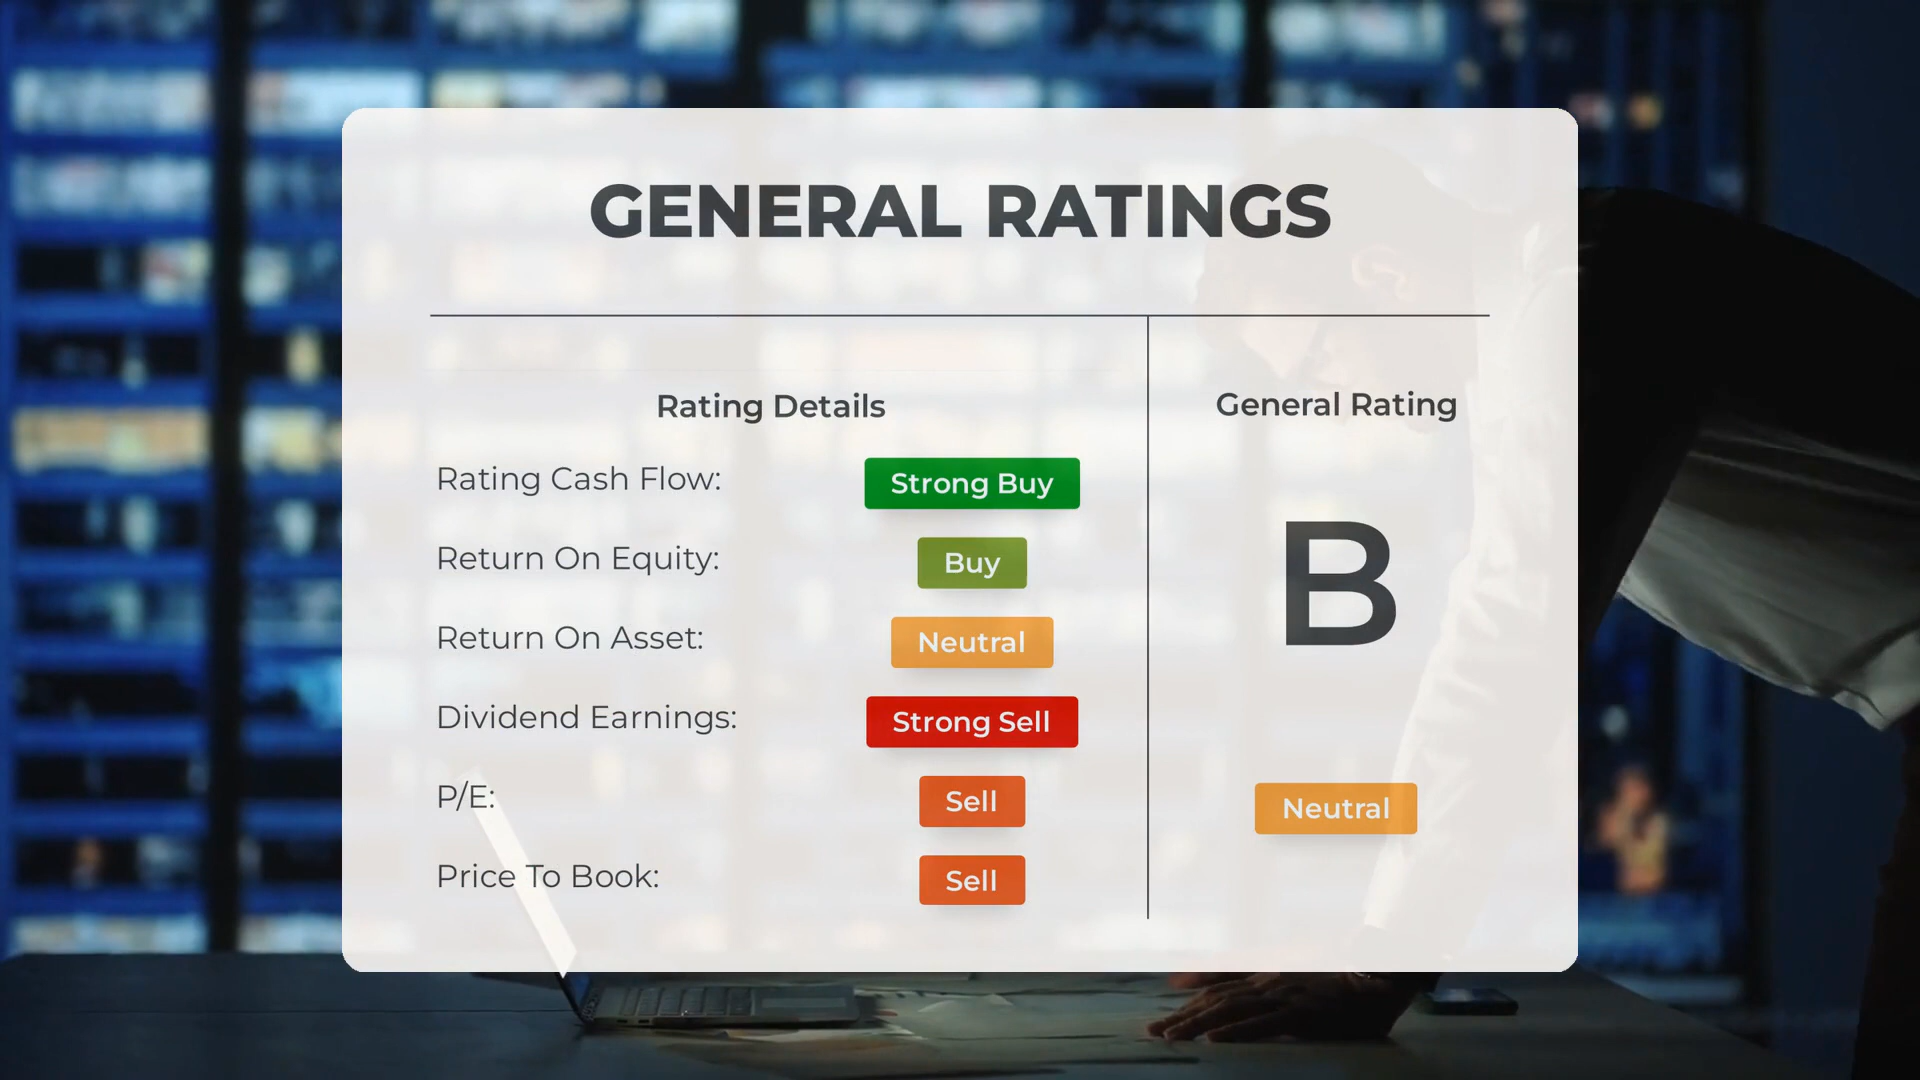 GENERAL RATINGS
Rating Details
Rating Cash Flow: Strong Buy
Return On Equity: Buy
Return On Asset: Neutral
Dividend Earnings: Strong Sell
P/E: Sell
Price To Book: Sell
General Rating
B
Neutral